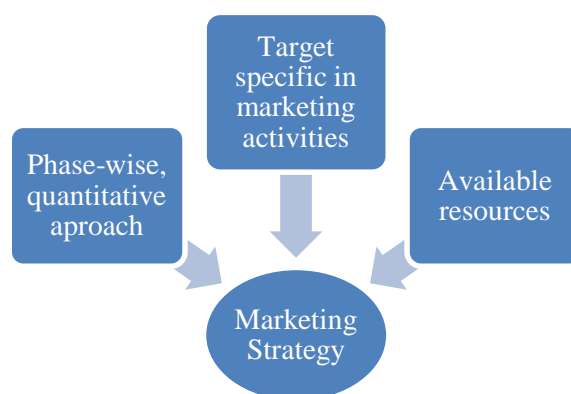 Target
specific in
marketing
activities
Phase-wise,
quantitative
aproach
Available
resources
Marketing
Strategy